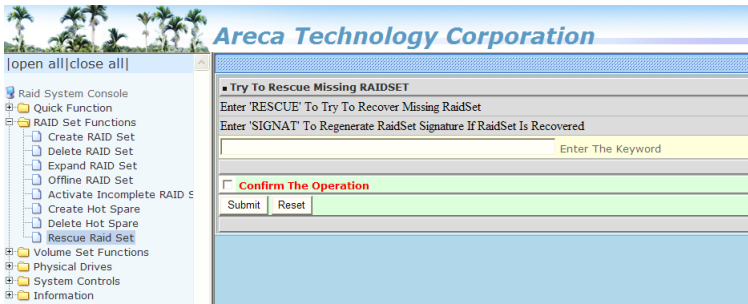 Areca Technology Corporation
|open all|close all|
Raid System Console
Quick Function
RAID Set Functions
Create RAID Set
Delete RAID Set
Expand RAID Set
Offline RAID Set
Activate Incomplete RAID S
Create Hot Spare
Delete Hot Spare
Rescue Raid Set
Volume Set Functions
Physical Drives
System Controls
Information
Try To Rescue Missing RAIDSET
Enter 'RESCUE' To Try To Recover Missing RaidSet
Enter 'SIGNAT' To Regenerate RaidSet Signature If RaidSet Is Recovered
Enter The Keyword
Confirm The Operation
Submit Reset